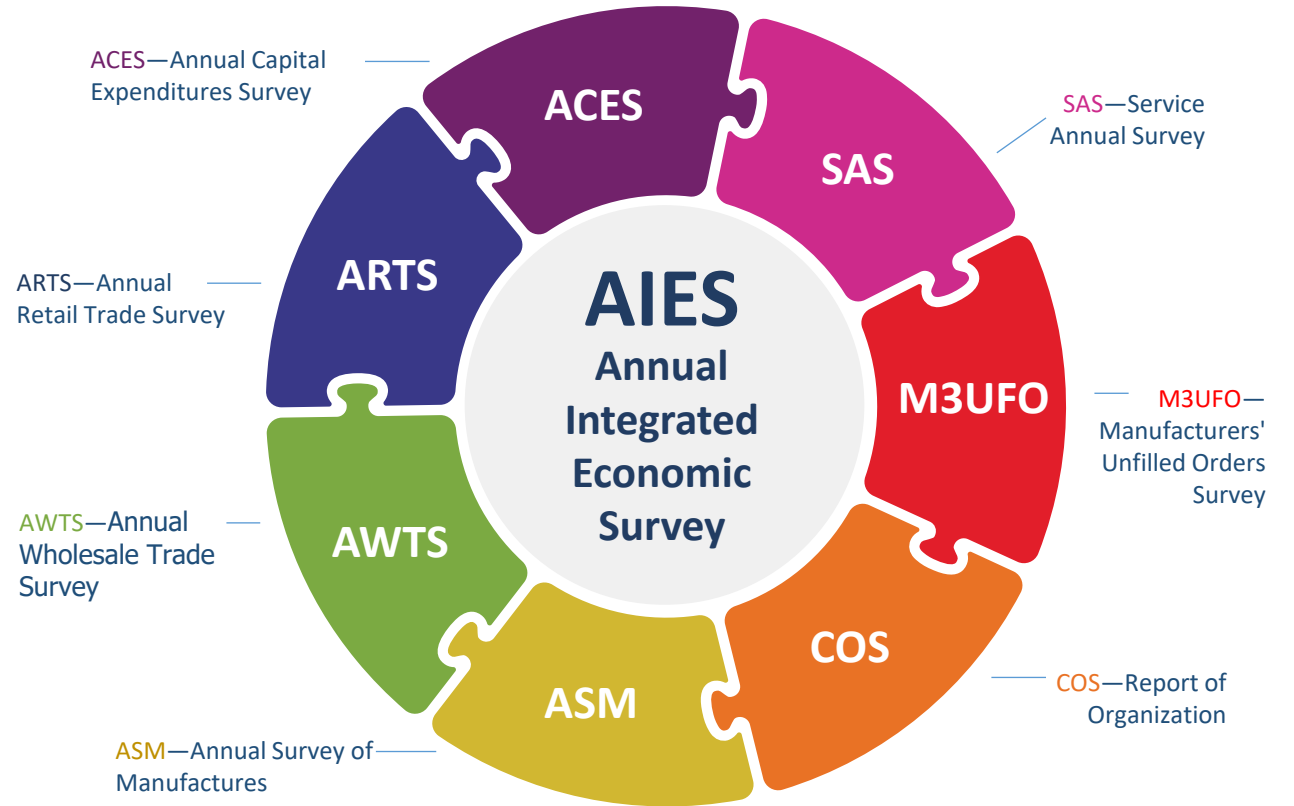 ACES—Annual Capital
Expenditures Survey
ACES
SAS
SAS—Service
Annual Survey
ARTS—Annual
Retail Trade Survey
ARTS
AIES
Annual
Integrated
Economic
Survey
M3UFO
M3UFO—
Manufacturers'
Unfilled Orders
Survey
AWTS—Annual
Wholesale Trade
Survey
AWTS
ASM
COS
COS—Report of
Organization
ASM—Annual Survey of
Manufactures